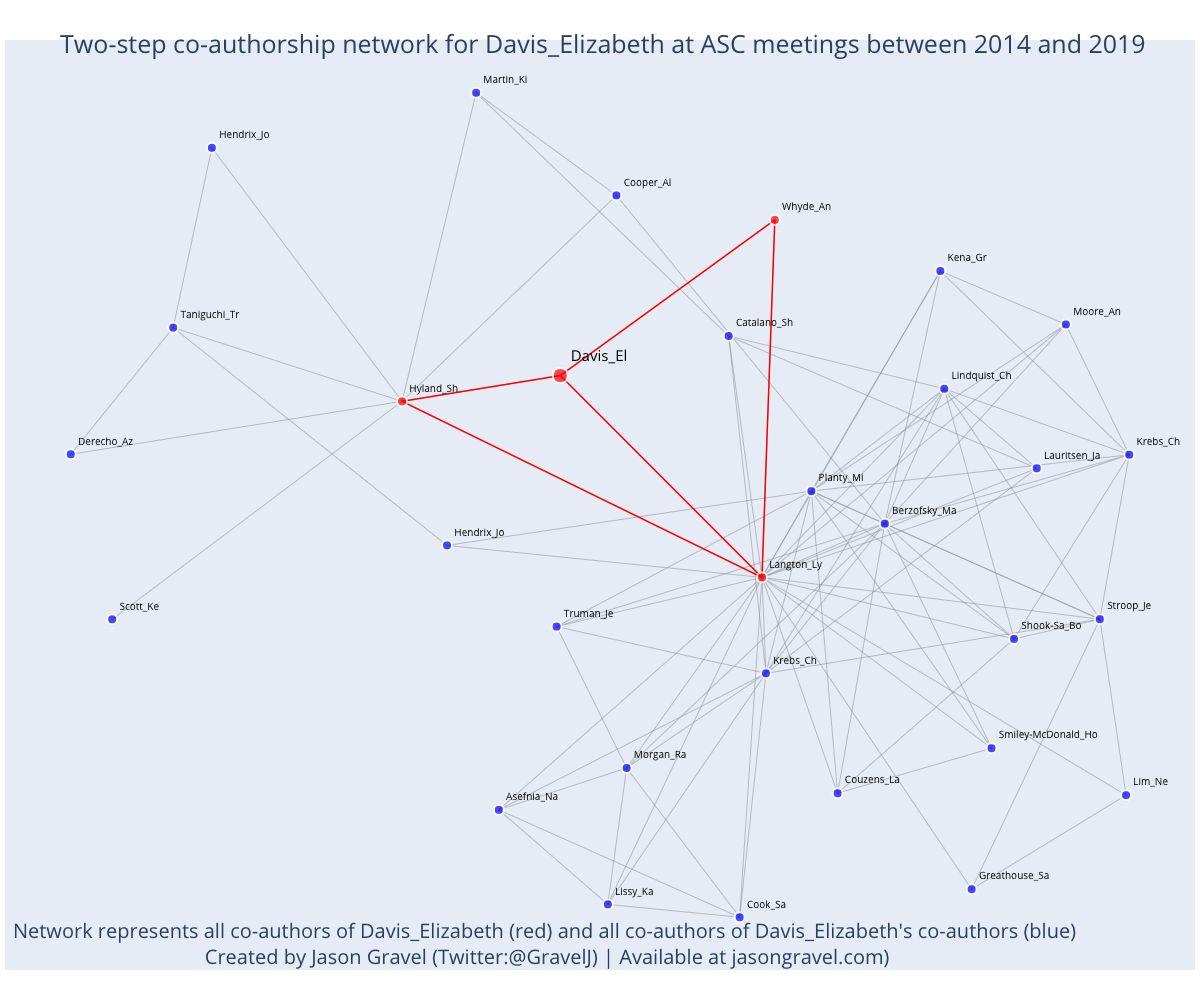 Two-step co-authorship network for Davis_Elizabeth at ASC meetings between 2014 and 2019
Martin_Ki
Hendrix_Jo
Cooper_Al
Whyde_An
Kena_Gr
Moore_An
Taniguchi_Tr
Catalano_Sh
Davis_El
Lindquist_Ch
Hyland_Sh
Derecho_Az
Krebs_Ch
Lauritsen_Ja
Planty_Mi
Berzofsky_Ma
Hendrix_Jo
Langton_Ly
Scott_Ke
Truman_Je
Stroop_Je
Shook-Sa_Bo
Krebs_Ch
Smiley-McDonald_Ho
Morgan_Ra
Couzens_La
Lim_Ne
Asefnia_Na
Greathouse_Sa
Lissy_Ka
Cook_Sa
Network represents all co-authors of Davis_Elizabeth (red) and all co-authors of Davis_Elizabeth's co-authors (blue)
Created by Jason Gravel (Twitter:@GravelJ) | Available at jasongravel.com)